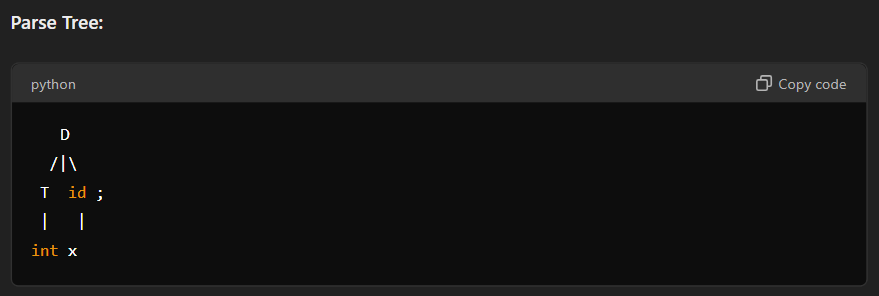 Parse Tree:
python
Copy code
   D
  /|\
 T  id ;
 |   |
int x